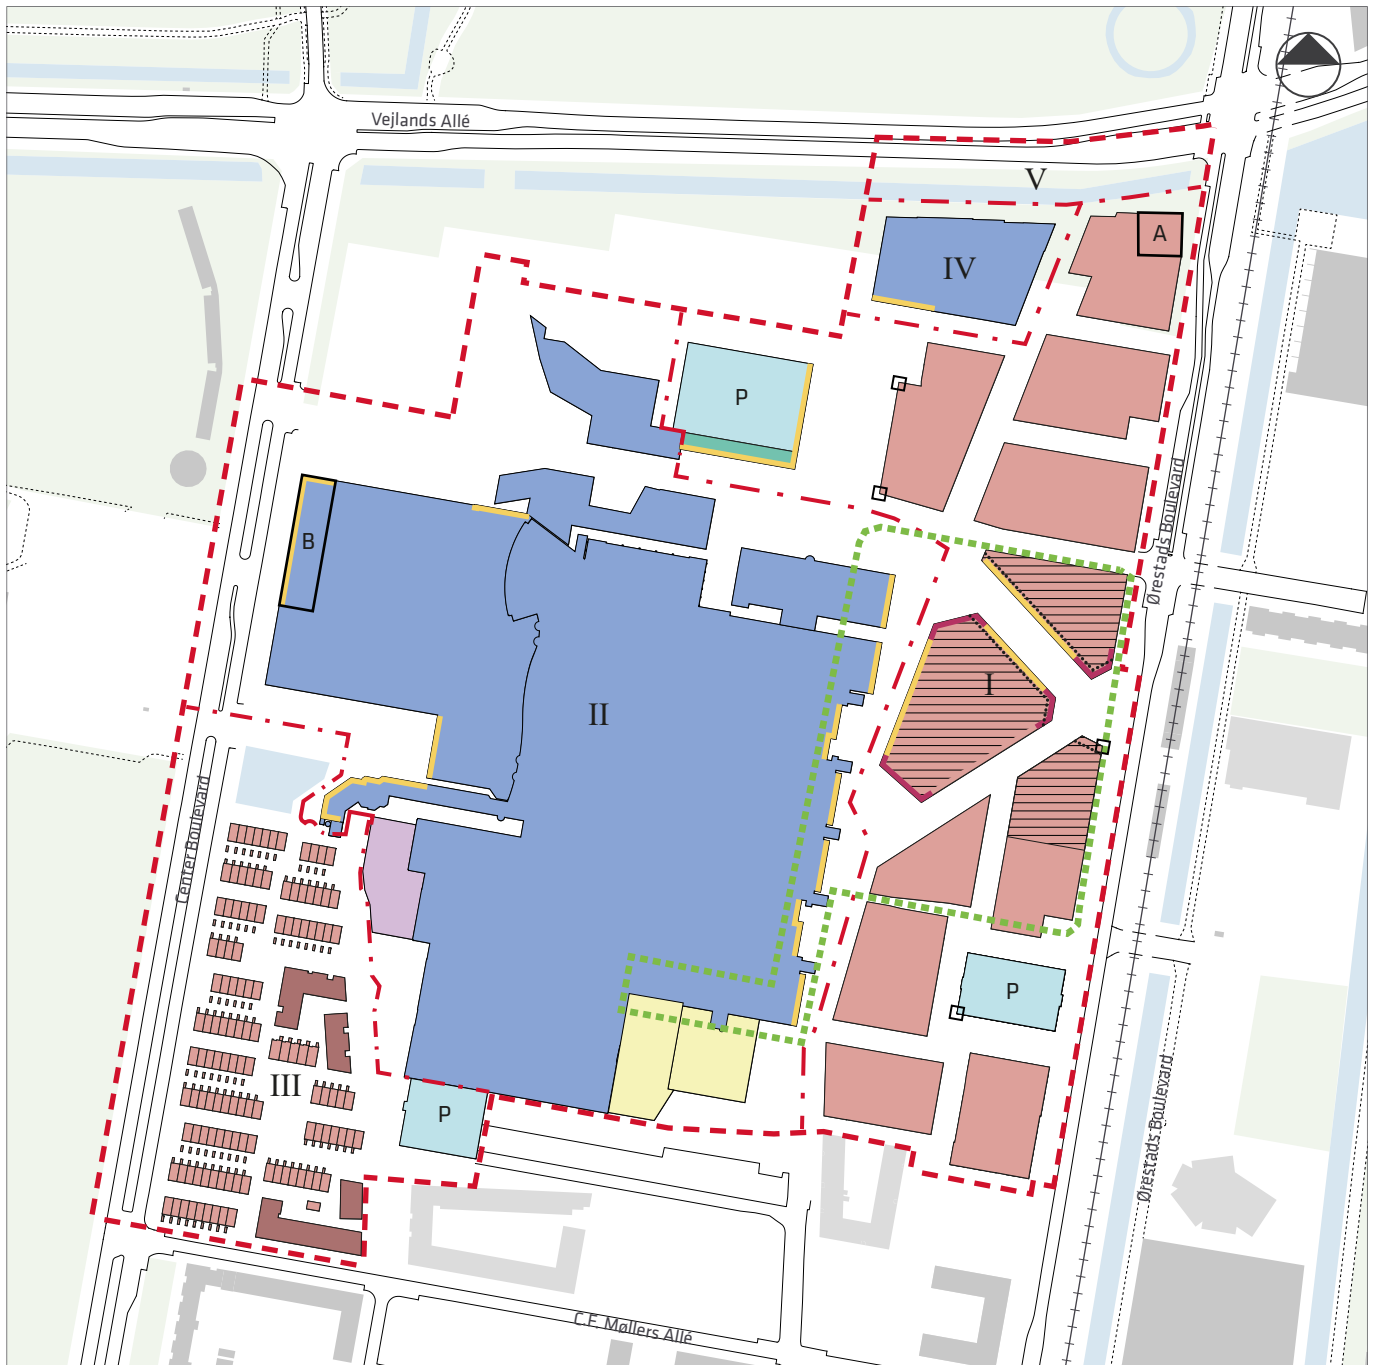 Vejlands Allé
V
A
IV
P
Ørestads Boulevard
B
I
II
Center Boulevard
P
III
P
Ørestads Boulevard
C.F. Møllers Allé